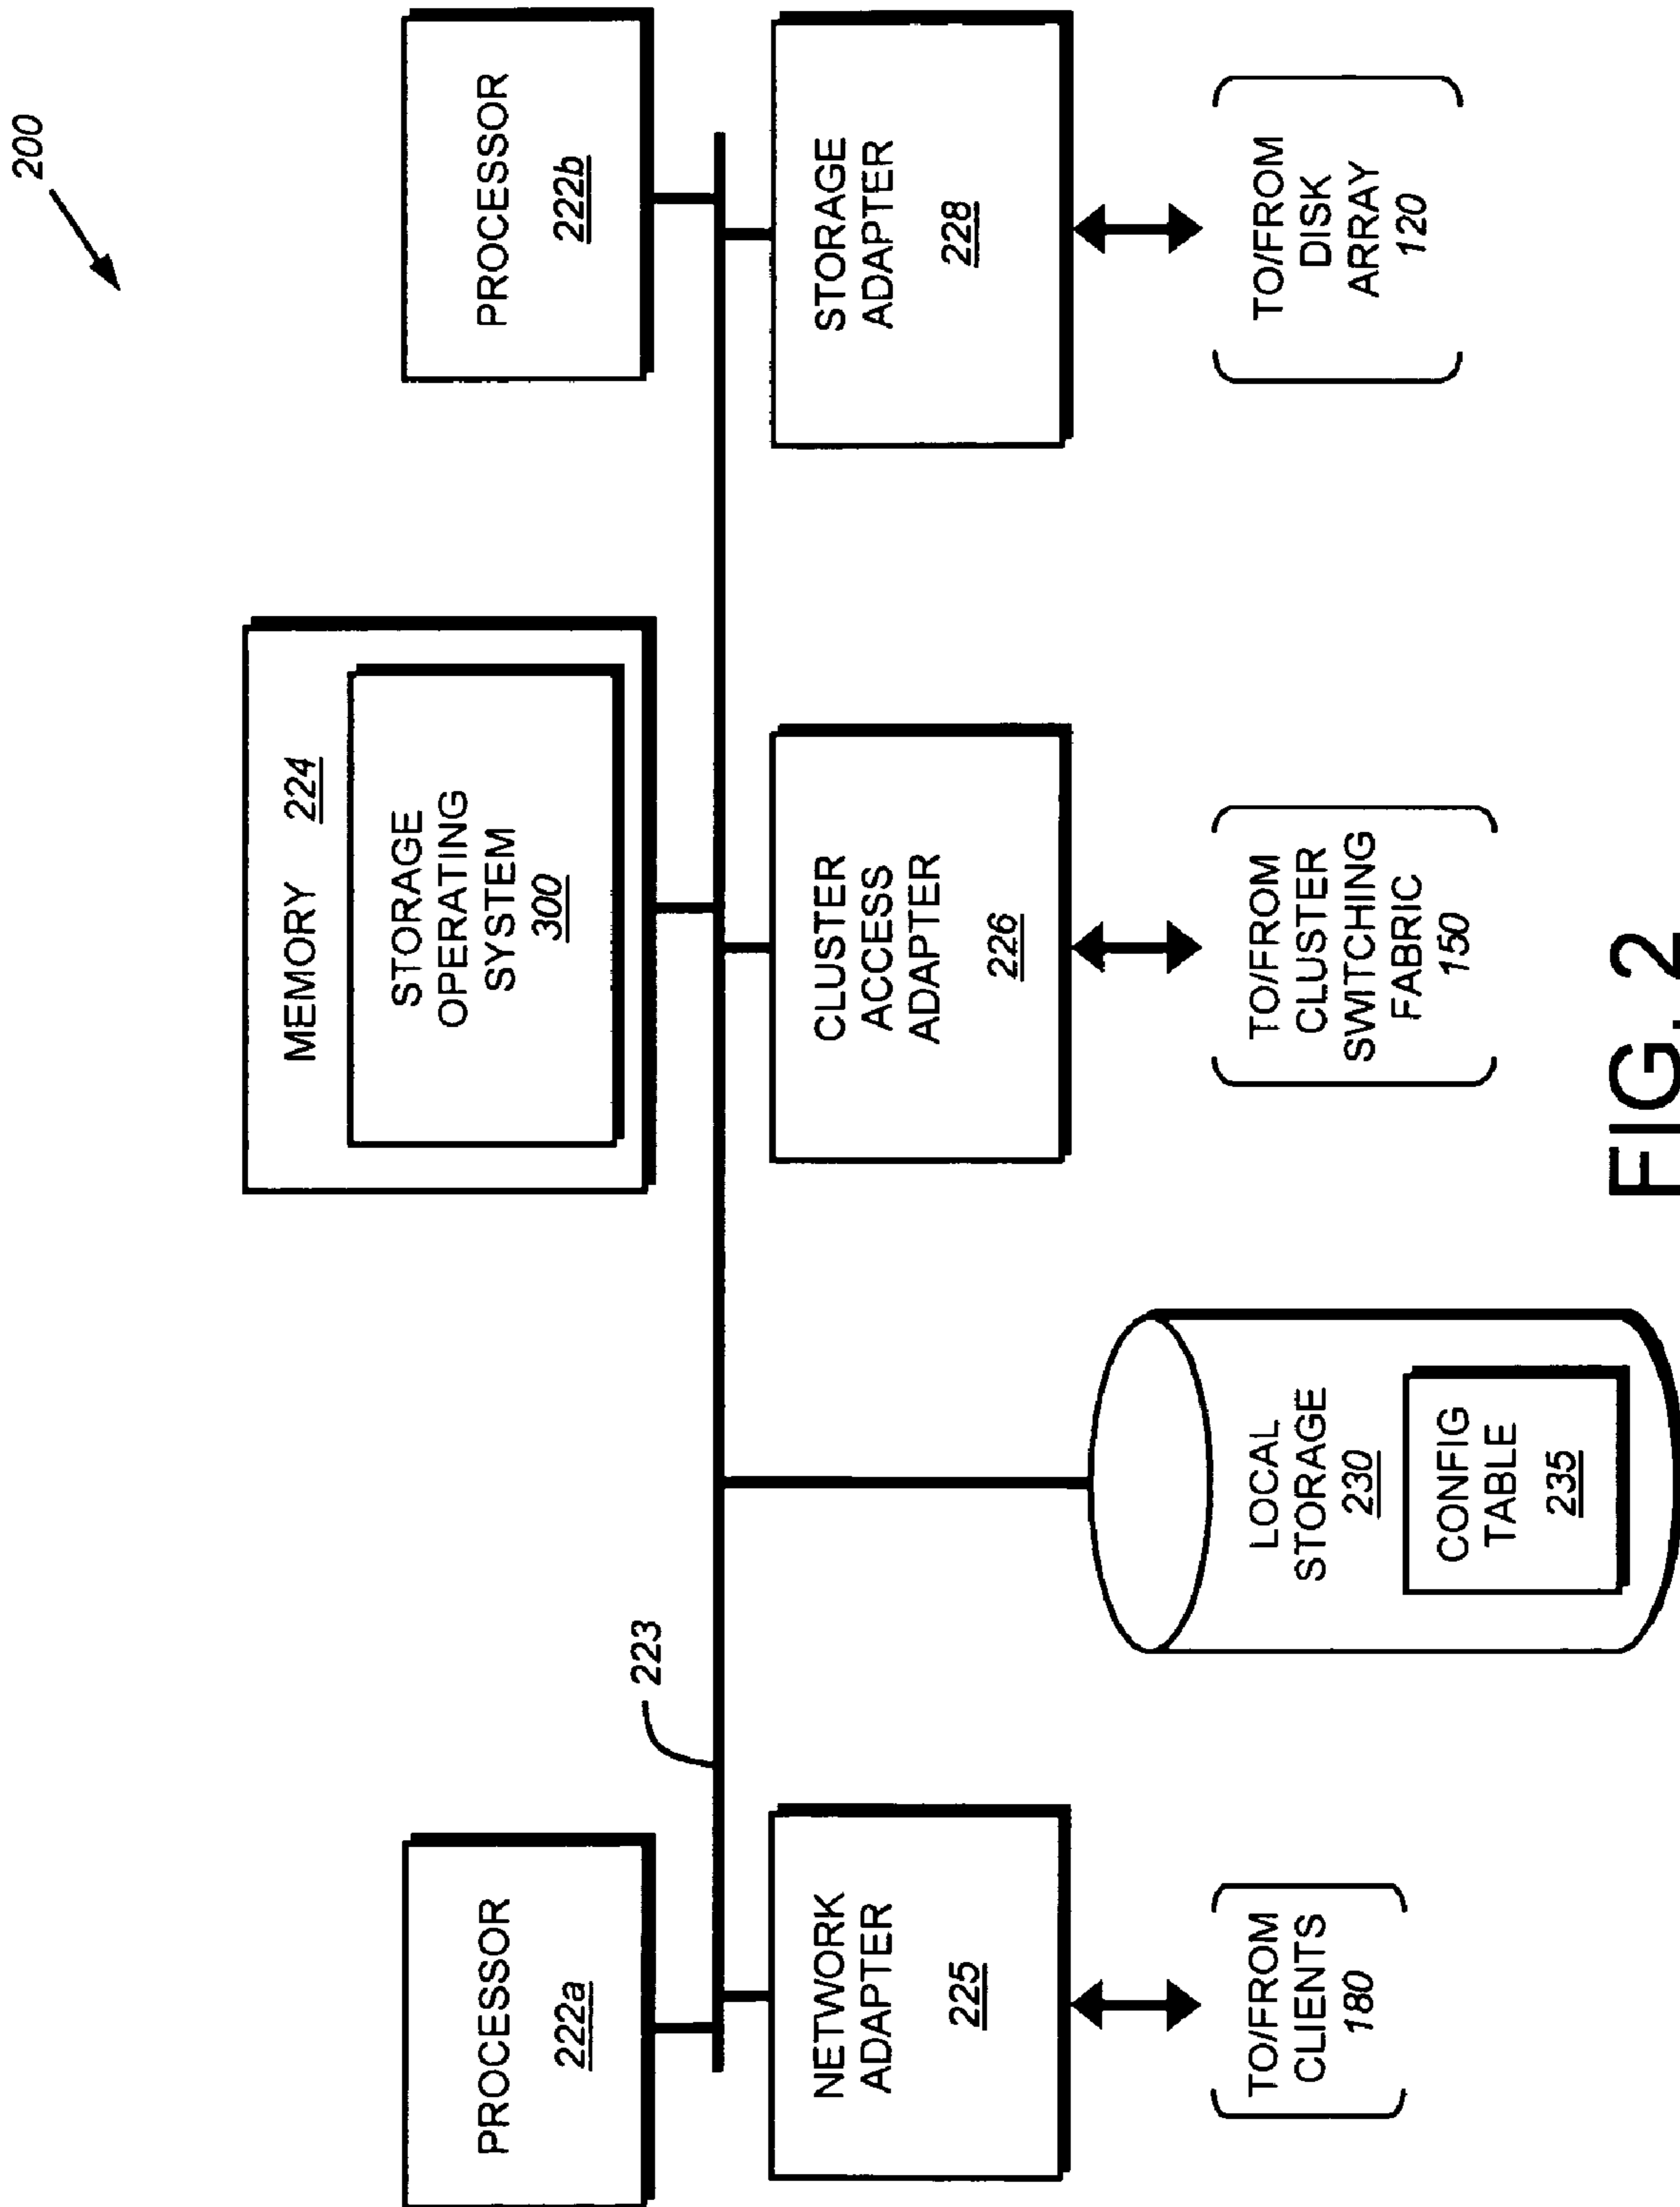 200
PROCESSOR
222a
MEMORY 224
STORAGE
OPERATING
SYSTEM
300
PROCESSOR
222b
223
NETWORK
ADAPTER
225
CLUSTER
ACCESS
ADAPTER
226
STORAGE
ADAPTER
228
TO/FROM
CLIENTS
180
LOCAL
STORAGE
230
CONFIG
TABLE
235
TO/FROM
CLUSTER
SWITCHING
FABRIC
150
TO/FROM
DISK
ARRAY
120
FIG. 2